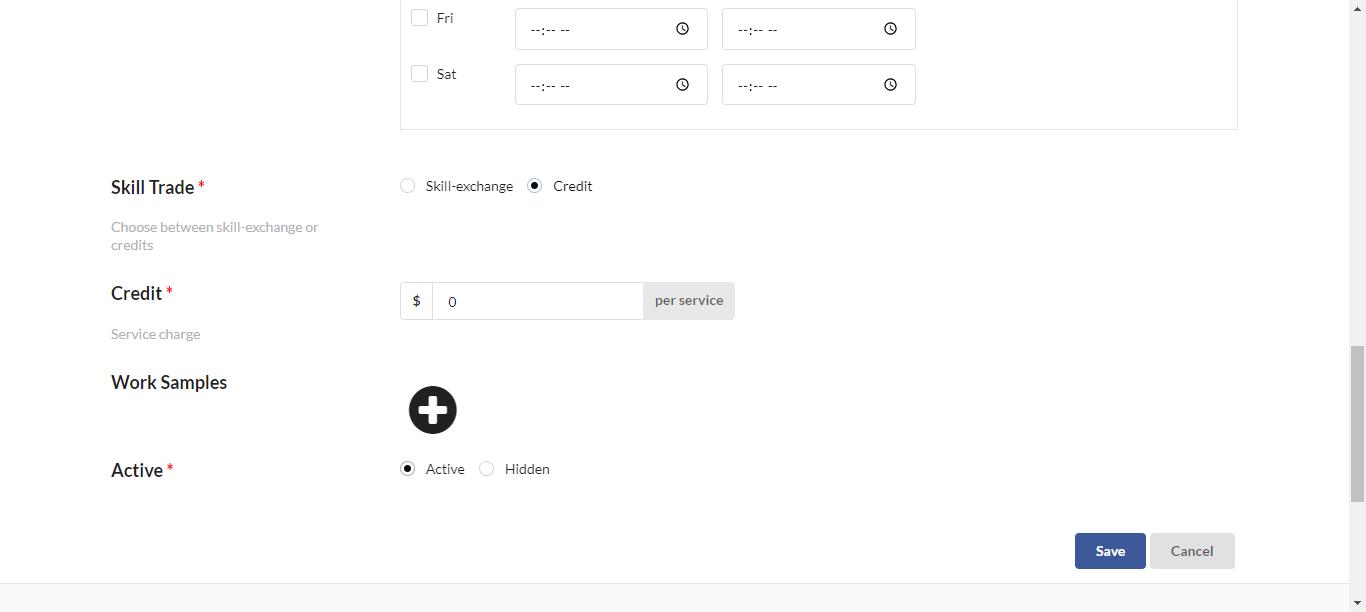 Fri --:-- -- --:-- --
Sat --:-- -- --:-- --
Skill Trade * Skill-exchange Credit
Choose between skill-exchange or
credits
Credit * $ 0 per service
Service charge
Work Samples
Active * Active Hidden
Save Cancel